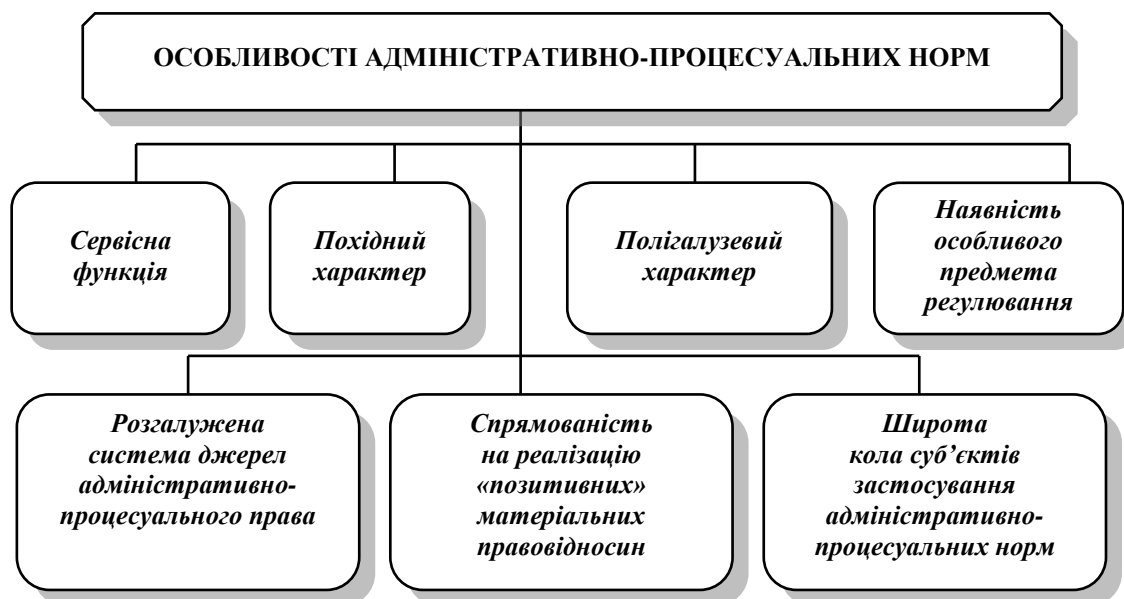 ОСОБЛИВОСТІ АДМІНІСТРАТИВНО-ПРОЦЕСУАЛЬНИХ НОРМ
Сервісна
функція
Похідний
характер
Полігалузевий
характер
Наявність
особливого
предмета
регулювання
Розгалужена
система джерел
адміністративно-
процесуального права
Спрямованість
на реалізацію
«позитивних»
матеріальних
правовідносин
Широта
кола суб’єктів
застосування
адміністративно-
процесуальних норм